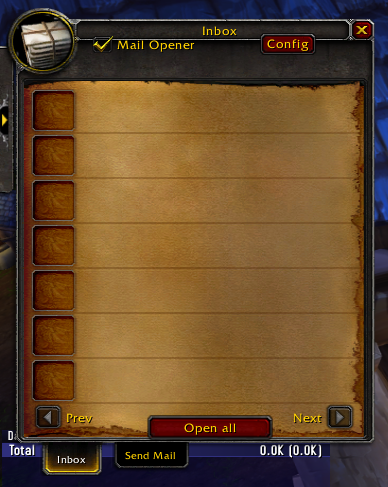 Inbox
Mail Opener
Config
Prev
Next
Open all
Total
0.0K (0.0K)
Inbox
Send Mail